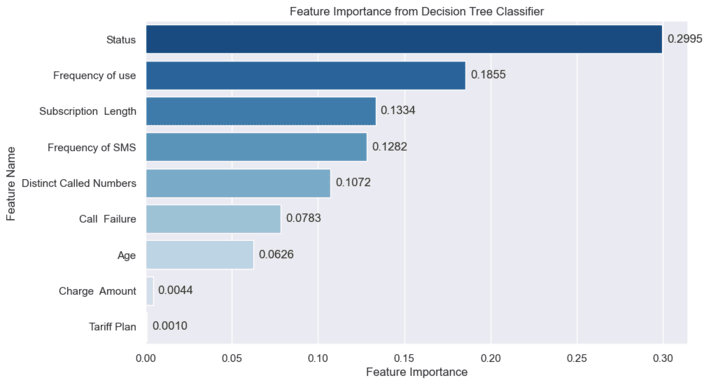 Feature Importance from Decision Tree Classifier
Status 0.2995
Frequency of use 0.1855
Subscription  Length 0.1334
Frequency of SMS 0.1282
Distinct Called Numbers 0.1072
Call  Failure 0.0783
Age 0.0626
Charge  Amount 0.0044
Tariff Plan 0.0010
Feature Name
0.00 0.05 0.10 0.15 0.20 0.25 0.30
Feature Importance